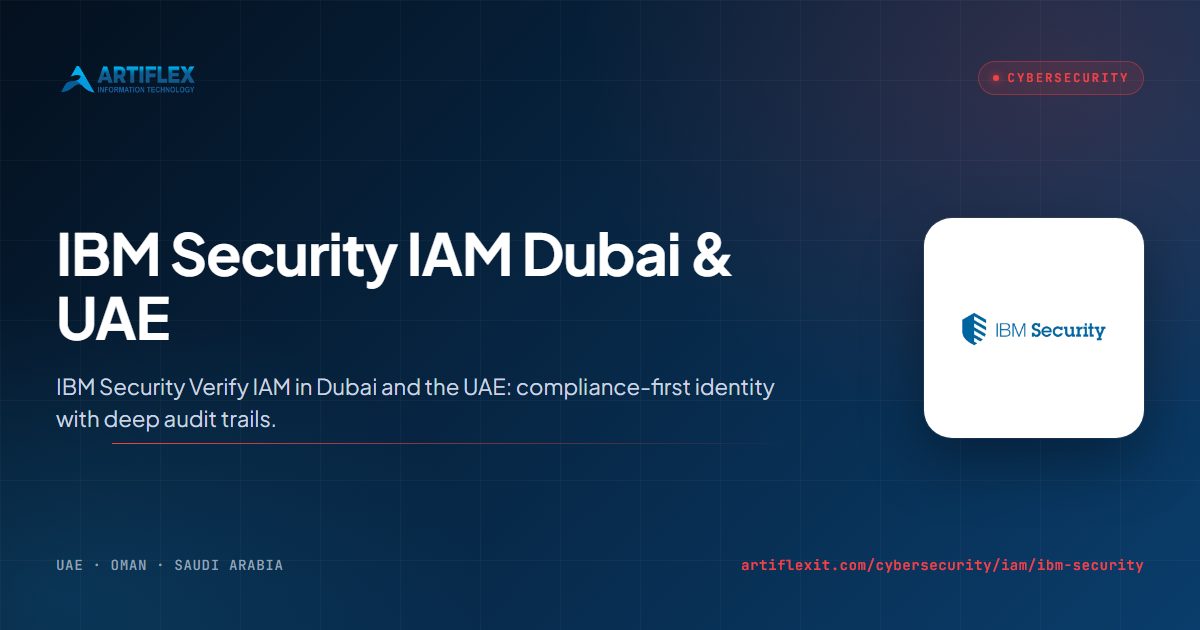 ARTIFLEX
INFORMATION TECHNOLOGY
CYBERSECURITY
IBM Security IAM Dubai &
UAE
IBM Security Verify IAM in Dubai and the UAE: compliance-first identity
with deep audit trails.
IBM Security
UAE · OMAN · SAUDI ARABIA
artiflexit.com/cybersecurity/iam/ibm-security